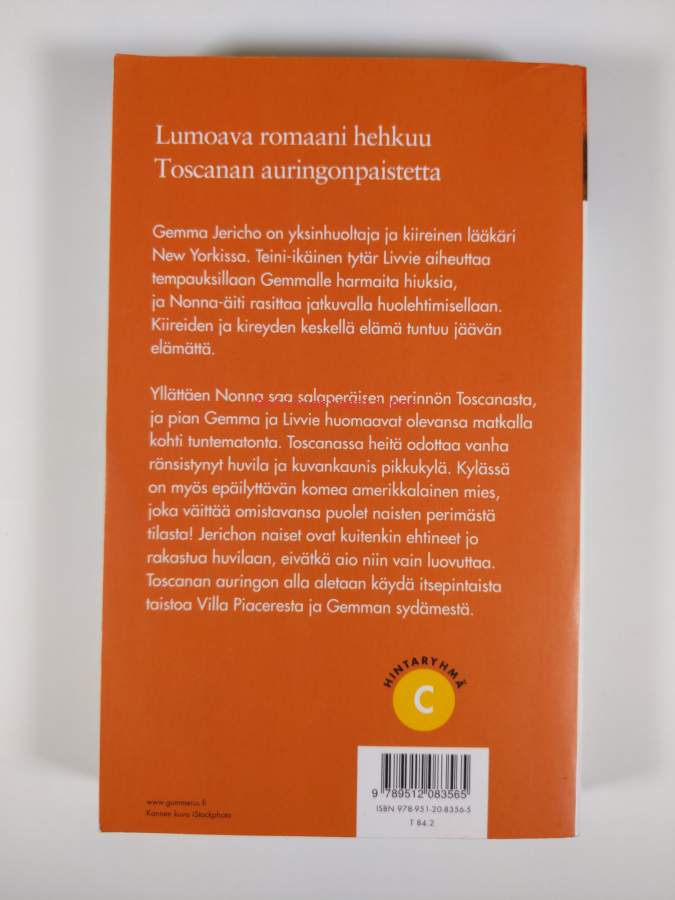 Lumoava romaani hehkuu
Toscanan auringonpaistetta
Gemma Jericho on yksinhuoltaja ja kiireinen lääkäri
New Yorkissa. Teini-ikäinen tytär Livvie aiheuttaa
tempauksillaan Gemmalle harmaita hiuksia,
ja Nonna-äiti rasittaa jatkuvalla huolehtimisellaan.
Kiireiden ja kireyden keskellä elämä tuntuu jäävän
elämättä.
Yllättäen Nonna saa salaperäisen perinnön Toscanasta,
ja pian Gemma ja Livvie huomaavat olevansa matkalla
kohti tuntematonta. Toscanassa heitä odottaa vanha
ränsistynyt huvila ja kuvankaunis pikkukylä. Kylässä
on myös epäilyttävän komea amerikkalainen mies,
joka väittää omistavansa puolet naisten perimästä
tilasta! Jerichon naiset ovat kuitenkin ehtineet jo
rakastua huvilaan, eivätkä aio niin vain luovuttaa.
Toscanan auringon alla aletaan käydä itsepintaista
taistoa Villa Piaceresta ja Gemman sydämestä.
HINTARYHMÄ
C
9 789512 083565
ISBN 978-951-20-8356-5
T 84.2
www.gummerus.fi
Kannen kuva iStockphoto